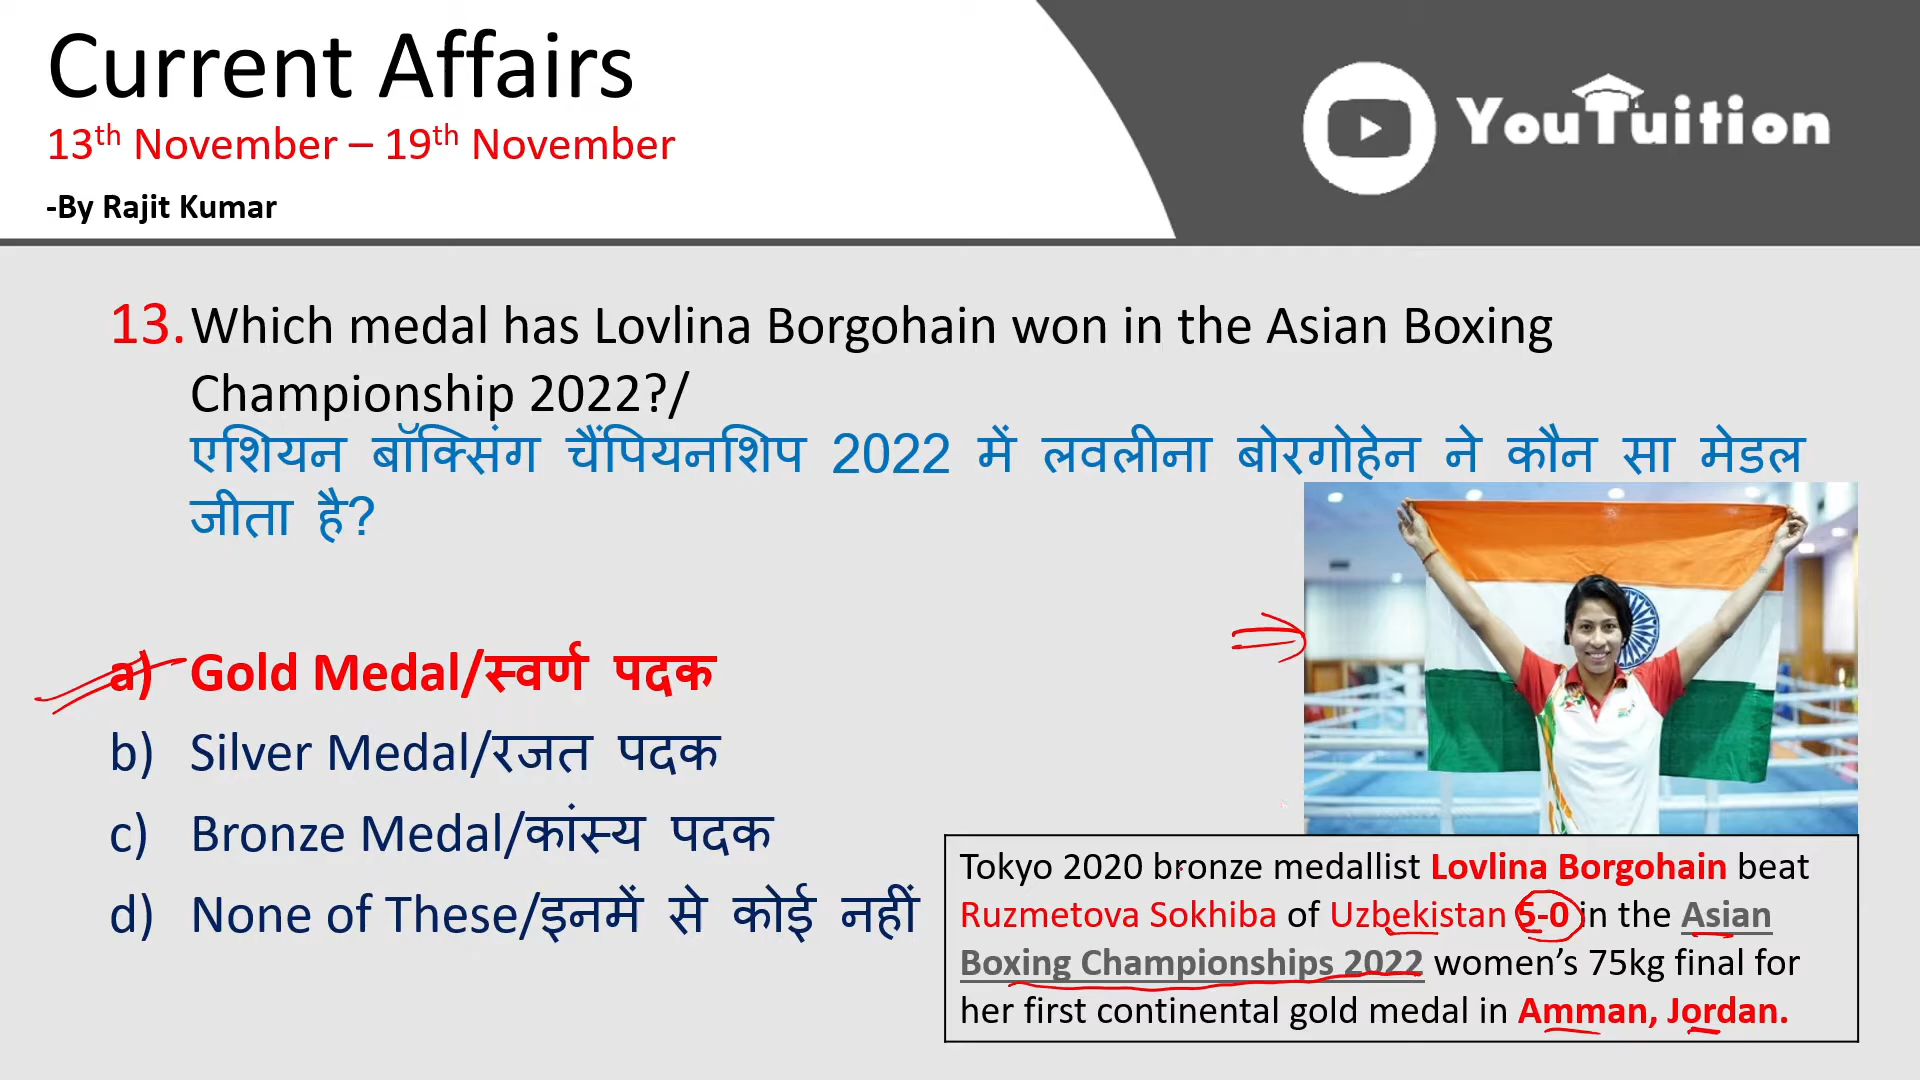 Current Affairs
13th November – 19th November
-By Rajit Kumar
YouTuition
13. Which medal has Lovlina Borgohain won in the Asian Boxing
Championship 2022?/
एशियन बॉक्सिंग चैंपियनशिप 2022 में लवलीना बोरगोहेन ने कौन सा मेडल
जीता है?
a) Gold Medal/स्वर्ण पदक
b) Silver Medal/रजत पदक
c) Bronze Medal/कांस्य पदक
d) None of These/इनमें से कोई नहीं
Tokyo 2020 bronze medallist Lovlina Borgohain beat
Ruzmetova Sokhiba of Uzbekistan 5-0 in the Asian
Boxing Championships 2022 women’s 75kg final for
her first continental gold medal in Amman, Jordan.